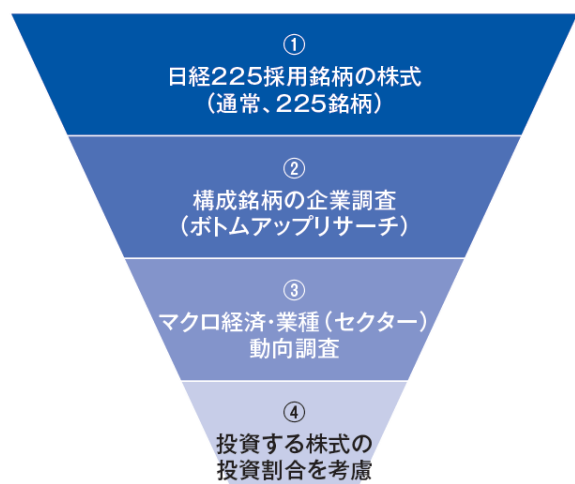 ①
日経225採用銘柄の株式
(通常、225銘柄)
②
構成銘柄の企業調査
(ボトムアップリサーチ)
③
マクロ経済・業種(セクター)
動向調査
④
投資する株式の
投資割合を考慮